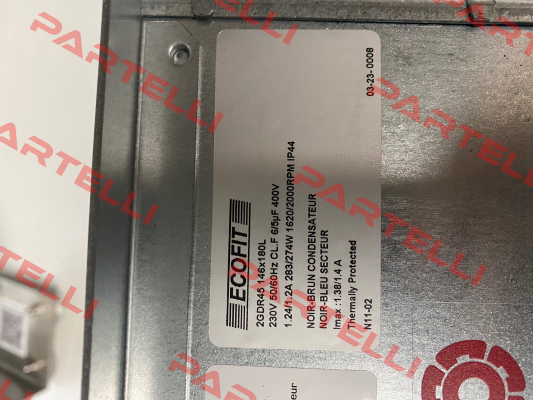 ECOFIT
2GDR45 146x180L
230V 50/60Hz CL.F 6/5µF 400V
1.24/1.2A 283/274W 1620/2000RPM IP44
NOIR-BRUN CONDENSATEUR
NOIR-BLEU SECTEUR
Imax :1.38/1.4 A
Thermally Protected
N11-02
03-23-0008
PARTELLI
PARTELLI
PARTELLI
PARTELLI
PARTELLI
PARTELLI